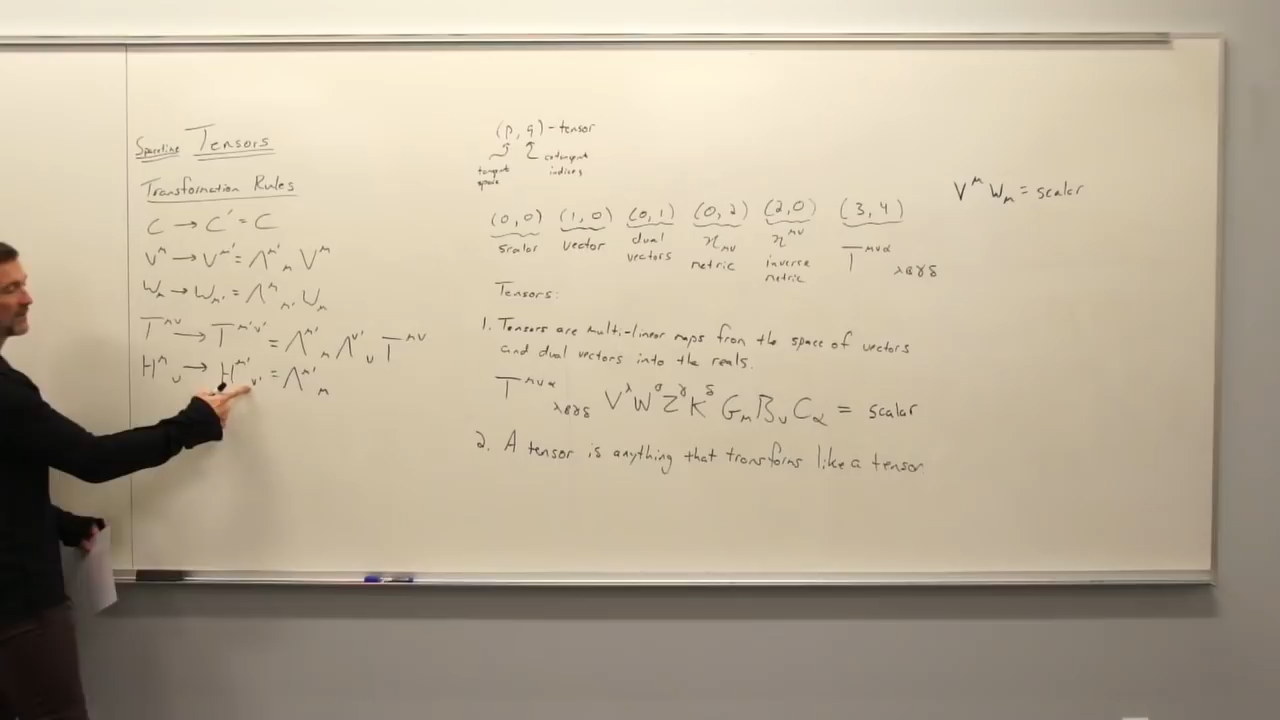 Spacetime Tensors
Transformation Rules
C → C' = C
V^μ → V^μ' = Λ^μ'_μ V^μ
W_μ → W_μ' = Λ^μ_μ' W_μ
T^μν → T^μ'ν' = Λ^μ'_μ Λ^ν'_ν T^μν
H^μ_ν → H^μ'_ν' = Λ^μ'_μ
(p, q) - tensor
tangent space
cotangent indices
(0,0) (1,0) (0,1) (0,2) (2,0) (3,4)
scalar vector dual vectors η_μν metric η^μν inverse metric T^μνα_λβγδ
Tensors:
1. Tensors are multi-linear maps from the space of vectors
and dual vectors into the reals.
T^μνα_λβγδ V^λ W^σ Z^γ K^δ G_μ B_ν C_α = scalar
2. A tensor is anything that transforms like a tensor
V^μ W_μ = scalar